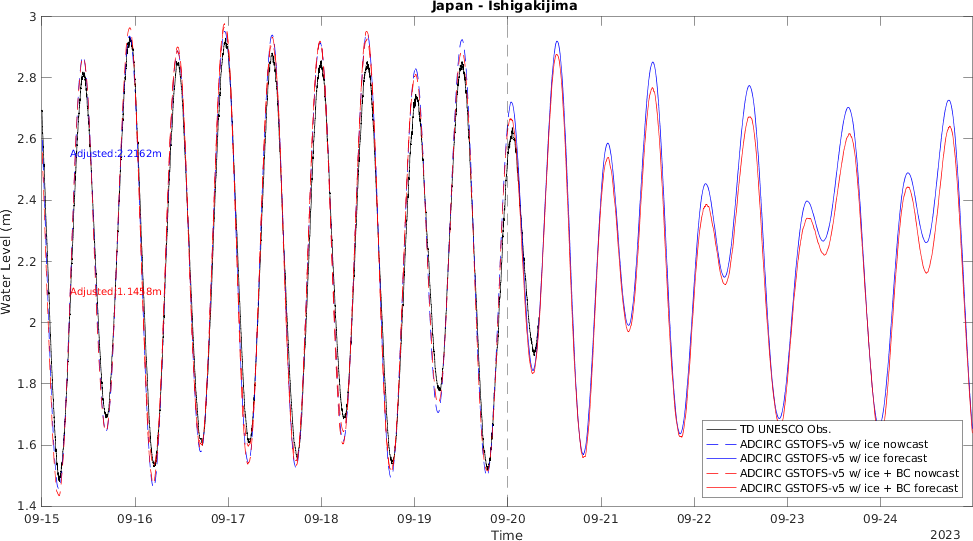 Japan - Ishigakijima
3
2.8
2.6
2.4
2.2
2
1.8
1.6
1.4
Water Level (m)
Adjusted:2.2162m
Adjusted:1.1458m
TD UNESCO Obs.
ADCIRC GSTOFS-v5 w/ ice nowcast
ADCIRC GSTOFS-v5 w/ ice forecast
ADCIRC GSTOFS-v5 w/ ice + BC nowcast
ADCIRC GSTOFS-v5 w/ ice + BC forecast
09-15 09-16 09-17 09-18 09-19 09-20 09-21 09-22 09-23 09-24
Time
2023